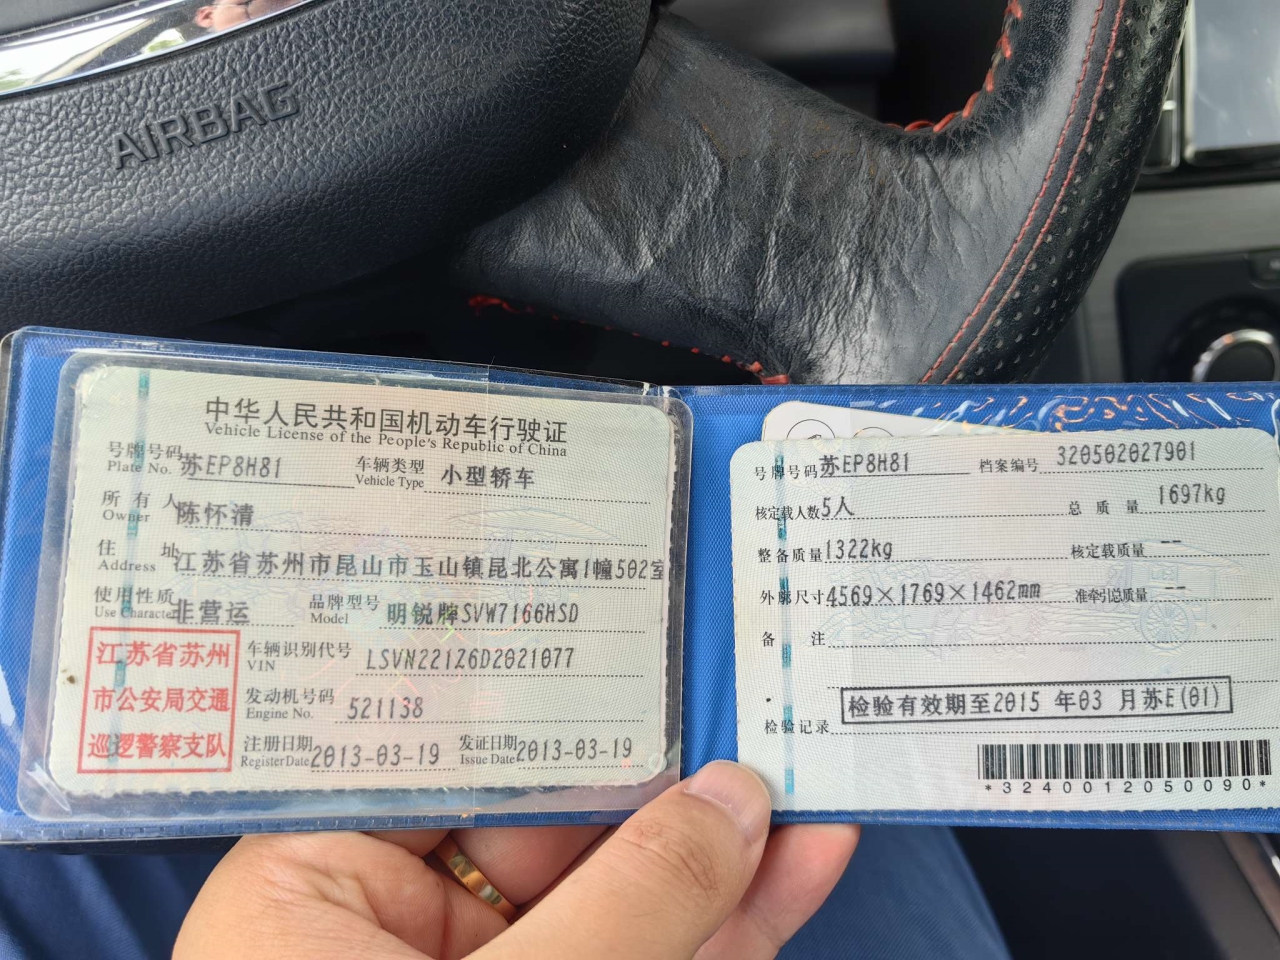 AIRBAG
中华人民共和国机动车行驶证
Vehicle License of the People's Republic of China
号牌号码 苏EP8H81 车辆类型 小型轿车
Plate No. Vehicle Type
所有人 陈怀清
Owner
住址 江苏省苏州市昆山市玉山镇昆北公寓1幢502室
Address
使用性质 非营运 品牌型号 明锐牌SVW7166HSD
Use Character Model
江苏省苏州
市公安局交通
巡逻警察支队
车辆识别代号 LSVN221Z6D2021077
VIN
发动机号码 521138
Engine No.
注册日期 2013-03-19 发证日期 2013-03-19
Register Date Issue Date
号牌号码 苏EP8H81 档案编号 320502027901
核定载人数 5人 总质量 1697kg
整备质量 1322kg 核定载质量 --
外廓尺寸 4569×1769×1462mm 准牵引总质量 --
备注
检验有效期至2015 年03 月苏E(01)
检验记录
*3240012050090*